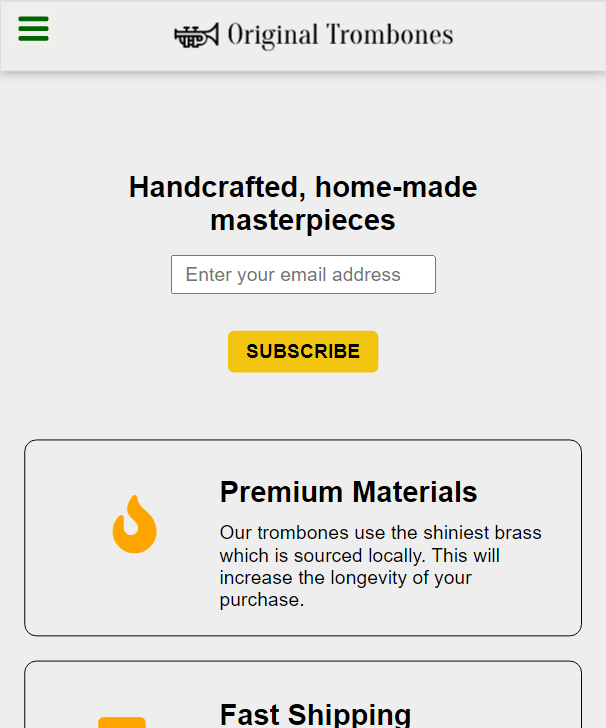 Original Trombones
Handcrafted, home-made
masterpieces
Enter your email address
SUBSCRIBE
Premium Materials
Our trombones use the shiniest brass
which is sourced locally. This will
increase the longevity of your
purchase.
Fast Shipping